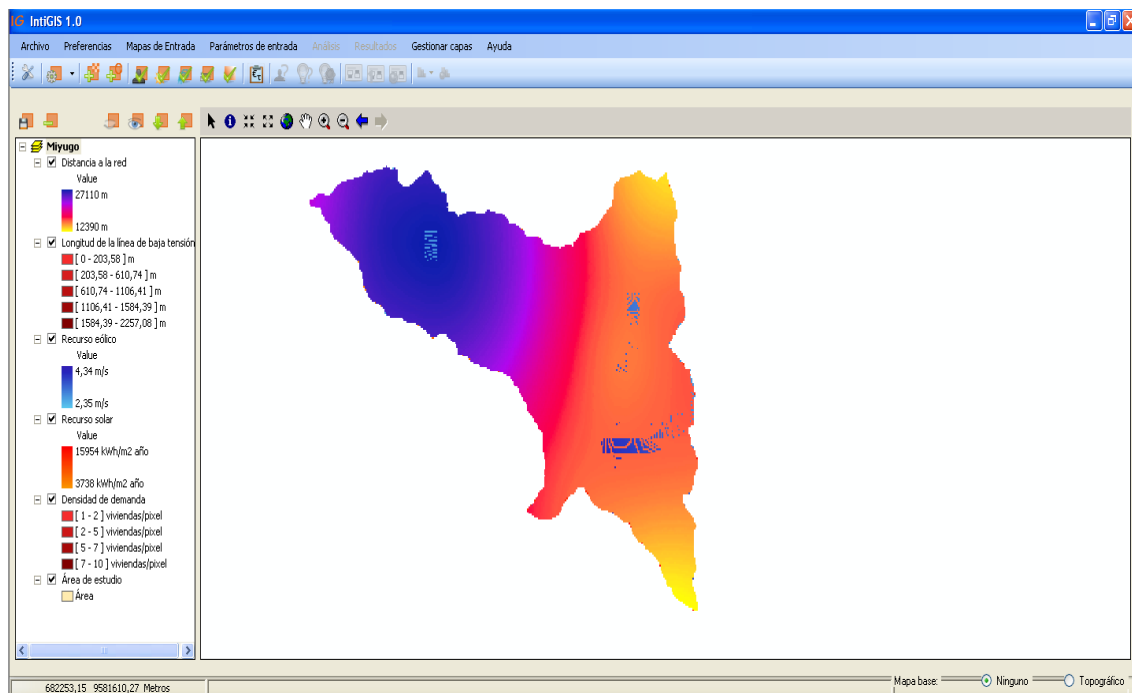 IG IntiGIS 1.0
Archivo Preferencias Mapas de Entrada Parámetros de entrada Análisis Resultados Gestionar capas Ayuda
Miyugo
Distancia a la red
Value
27110 m
12390 m
Longitud de la línea de baja tensión
[ 0 - 203,58 ] m
[ 203,58 - 610,74 ] m
[ 610,74 - 1106,41 ] m
[ 1106,41 - 1584,39 ] m
[ 1584,39 - 2257,08 ] m
Recurso eólico
Value
4,34 m/s
2,35 m/s
Recurso solar
Value
15954 kWh/m2 año
3738 kWh/m2 año
Densidad de demanda
[ 1 - 2 ] viviendas/pixel
[ 2 - 5 ] viviendas/pixel
[ 5 - 7 ] viviendas/pixel
[ 7 - 10 ] viviendas/pixel
Área de estudio
Área
682253,15 9581610,27 Metros
Mapa base: Ninguno Topográfico